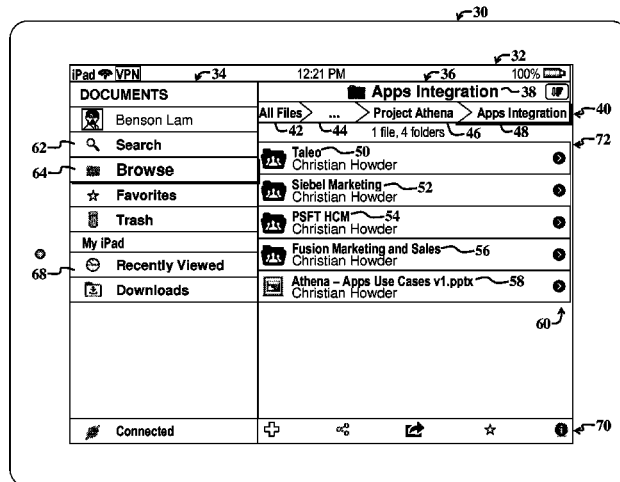 30
32
iPad VPN 34 12:21 PM 36 100%
DOCUMENTS
Apps Integration 38
Benson Lam
All Files ... Project Athena Apps Integration 40
42 44 46 48
1 file, 4 folders
72
62 Search
64 Browse
Favorites
Trash
My iPad
68 Recently Viewed
Downloads
Taleo 50
Christian Howder
Siebel Marketing 52
Christian Howder
PSFT HCM 54
Christian Howder
Fusion Marketing and Sales 56
Christian Howder
Athena – Apps Use Cases v1.pptx 58
Christian Howder
60
Connected
70